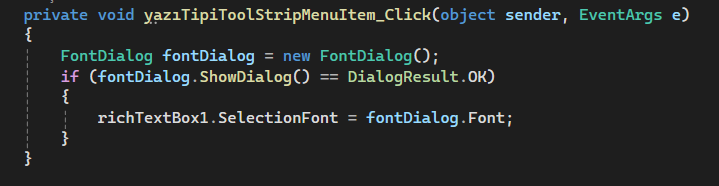 private void yazıTipiToolStripMenuItem_Click(object sender, EventArgs e)
{
FontDialog fontDialog = new FontDialog();
if (fontDialog.ShowDialog() == DialogResult.OK)
{
richTextBox1.SelectionFont = fontDialog.Font;
}
}